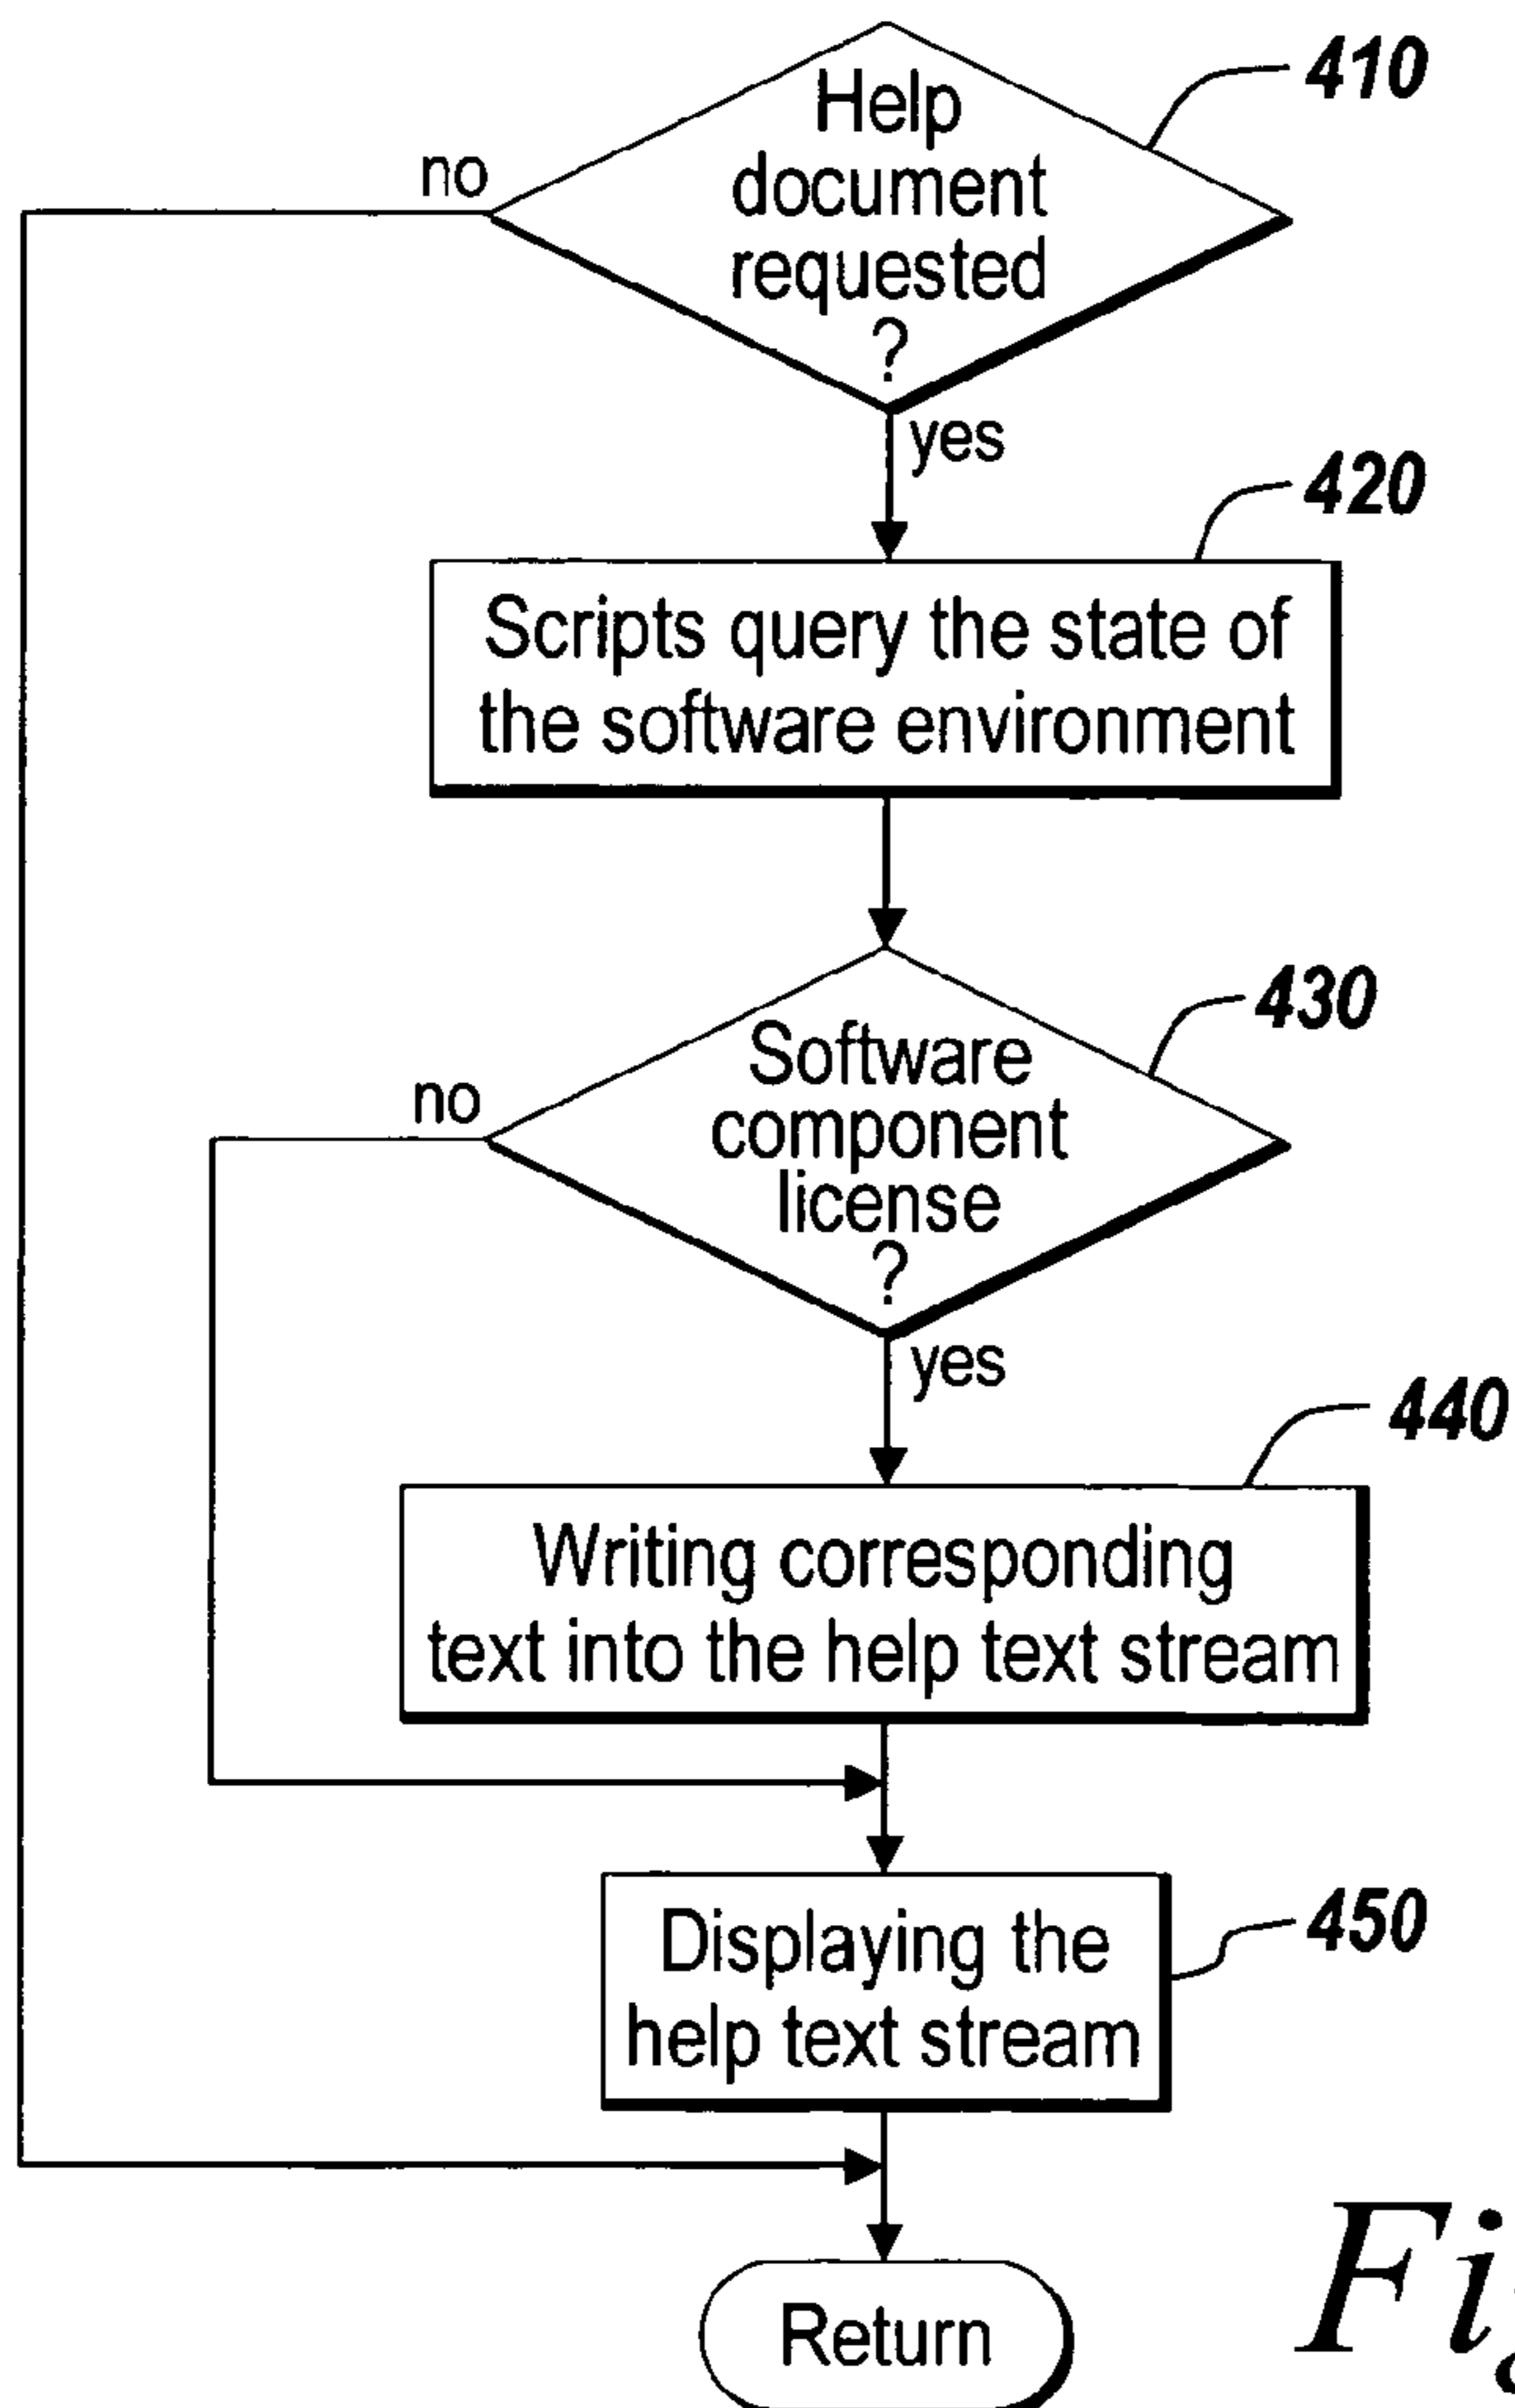 410
Help
document
requested
?
no
yes
420
Scripts query the state of
the software environment
430
Software
component
license
?
no
yes
440
Writing corresponding
text into the help text stream
450
Displaying the
help text stream
Return